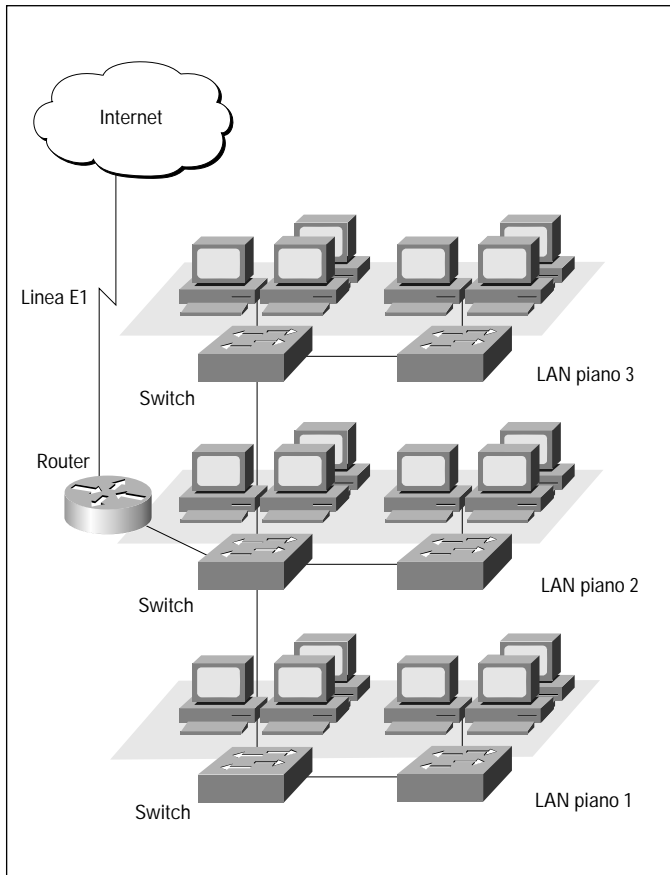 Internet
Linea E1
LAN piano 3
Switch
Router
LAN piano 2
Switch
LAN piano 1
Switch